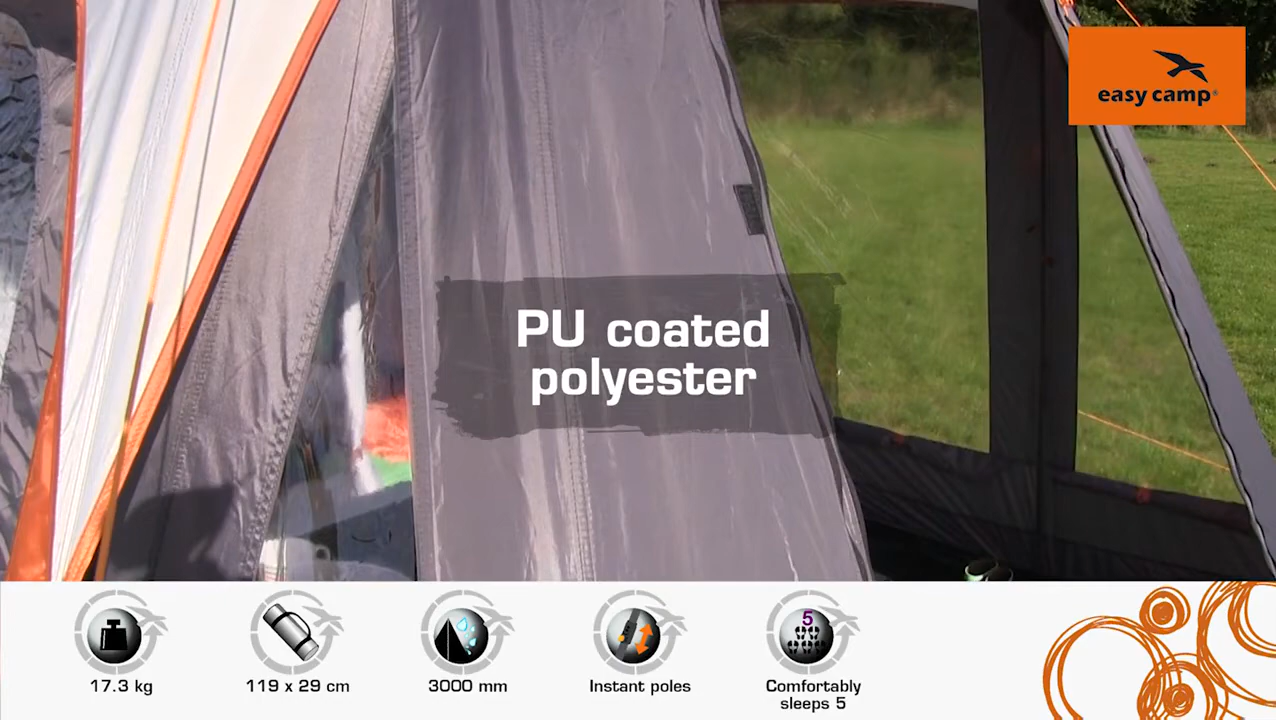 easy camp®
PU coated
polyester
5
17.3 kg
119 x 29 cm
3000 mm
Instant poles
Comfortably
sleeps 5